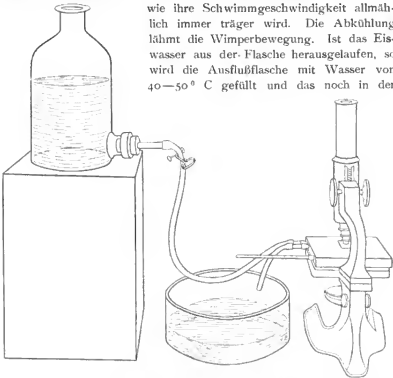 wie ihre Schwimmgeschwindigkeit allmäh-
lich immer träger wird. Die Abkühlung
lähmt die Wimperbewegung. Ist das Eis-
wasser aus der Flasche herausgelaufen, so
wird die Ausflußflasche mit Wasser von
40—50⁰ C gefüllt und das noch in der